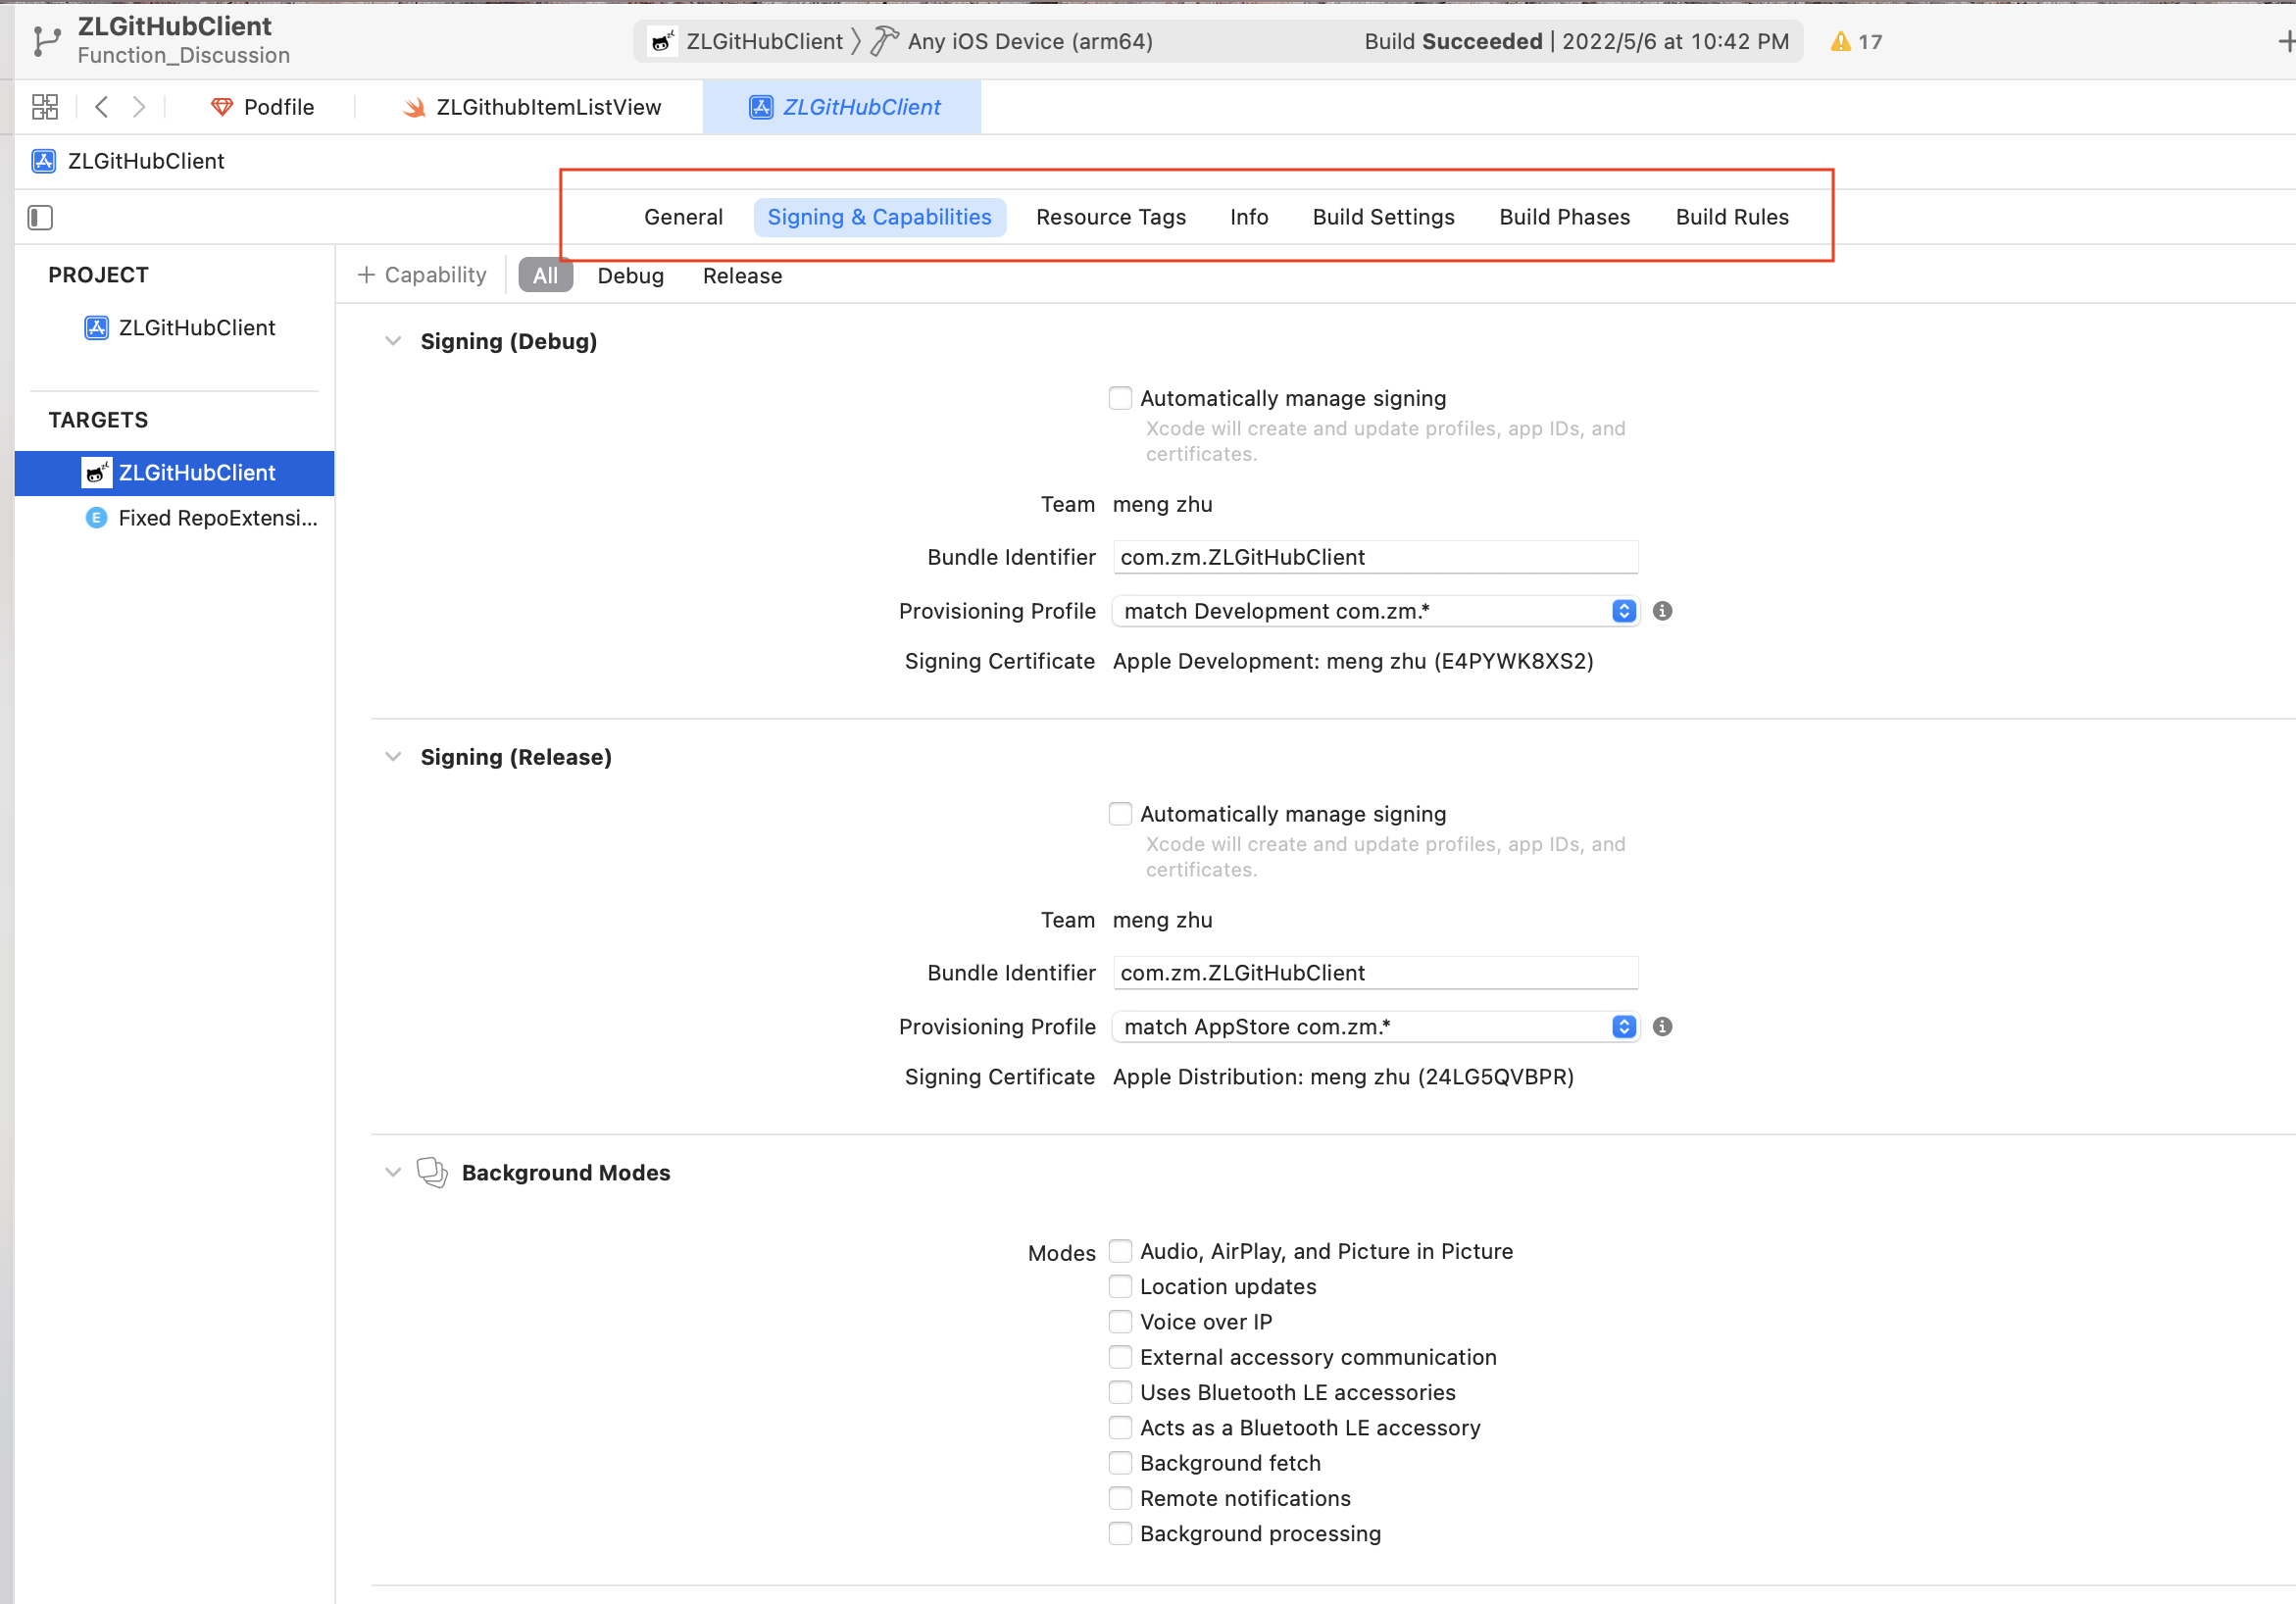 ZLGitHubClient
Function_Discussion
ZLGitHubClient 〉 Any iOS Device (arm64)
Build Succeeded | 2022/5/6 at 10:42 PM
17
Podfile
ZLGithubItemListView
ZLGitHubClient
ZLGitHubClient
General
Signing & Capabilities
Resource Tags
Info
Build Settings
Build Phases
Build Rules
PROJECT
ZLGitHubClient
TARGETS
ZLGitHubClient
E Fixed RepoExtensi...
+ Capability
All
Debug
Release
Signing (Debug)
Automatically manage signing
Xcode will create and update profiles, app IDs, and
certificates.
Team meng zhu
Bundle Identifier com.zm.ZLGitHubClient
Provisioning Profile match Development com.zm.*
Signing Certificate Apple Development: meng zhu (E4PYWK8XS2)
Signing (Release)
Automatically manage signing
Xcode will create and update profiles, app IDs, and
certificates.
Team meng zhu
Bundle Identifier com.zm.ZLGitHubClient
Provisioning Profile match AppStore com.zm.*
Signing Certificate Apple Distribution: meng zhu (24LG5QVBPR)
Background Modes
Modes Audio, AirPlay, and Picture in Picture
Location updates
Voice over IP
External accessory communication
Uses Bluetooth LE accessories
Acts as a Bluetooth LE accessory
Background fetch
Remote notifications
Background processing